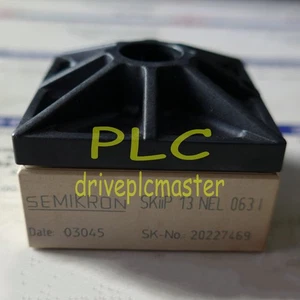 PLC
driveplcmaster
SEMIKRON SKiiP 13 NEL 063 I
Date: 03045 SK-No.: 20227469